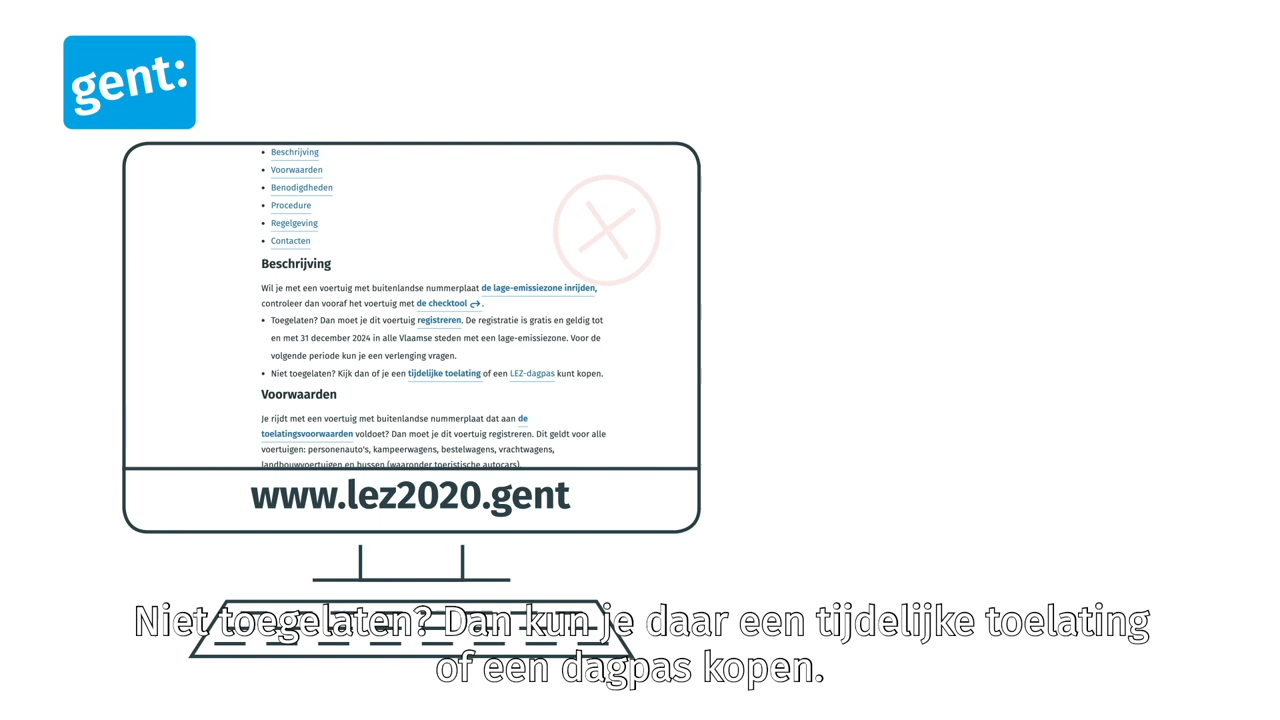 gent:
Beschrijving
Voorwaarden
Benodigdheden
Procedure
Regelgeving
Contacten
Beschrijving
Wil je met een voertuig met buitenlandse nummerplaat de lage-emissiezone inrijden,
controleer dan vooraf het voertuig met de checktool.
Toegelaten? Dan moet je dit voertuig registreren. De registratie is gratis en geldig tot
en met 31 december 2024 in alle Vlaamse steden met een lage-emissiezone. Voor de
volgende periode kun je een verlenging vragen.
Niet toegelaten? Kijk dan of je een tijdelijke toelating of een LEZ-dagpas kunt kopen.
Voorwaarden
Je rijdt met een voertuig met buitenlandse nummerplaat dat aan de
toelatingsvoorwaarden voldoet? Dan moet je dit voertuig registreren. Dit geldt voor alle
voertuigen: personenauto's, kampeerwagens, bestelwagens, vrachtwagens,
landbouwvoertuigen en bussen (waaronder toeristische autocars).
www.lez2020.gent
Niet toegelaten? Dan kun je daar een tijdelijke toelating
of een dagpas kopen.